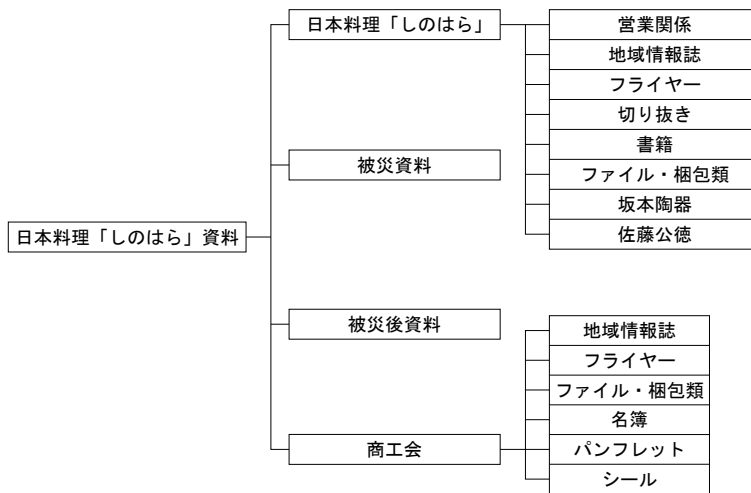 日本料理「しのはら」資料
日本料理「しのはら」
営業関係
地域情報誌
フライヤー
切り抜き
書籍
ファイル・梱包類
坂本陶器
佐藤公徳
被災資料
被災後資料
商工会
地域情報誌
フライヤー
ファイル・梱包類
名簿
パンフレット
シール